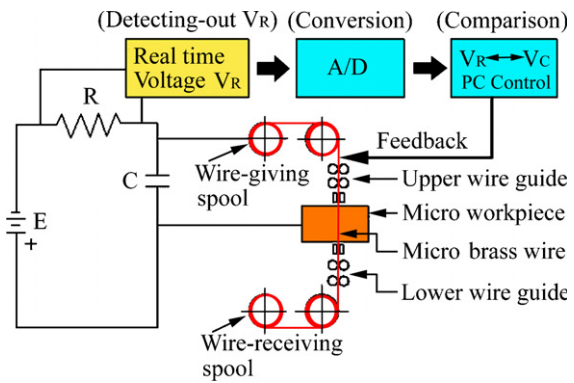 (Detecting-out VR) (Conversion) (Comparison)
Real time
Voltage VR
A/D
VR VC
PC Control
R
Feedback
Wire-giving
spool
C
Upper wire guide
Micro workpiece
E
+
Micro brass wire
Lower wire guide
Wire-receiving
spool